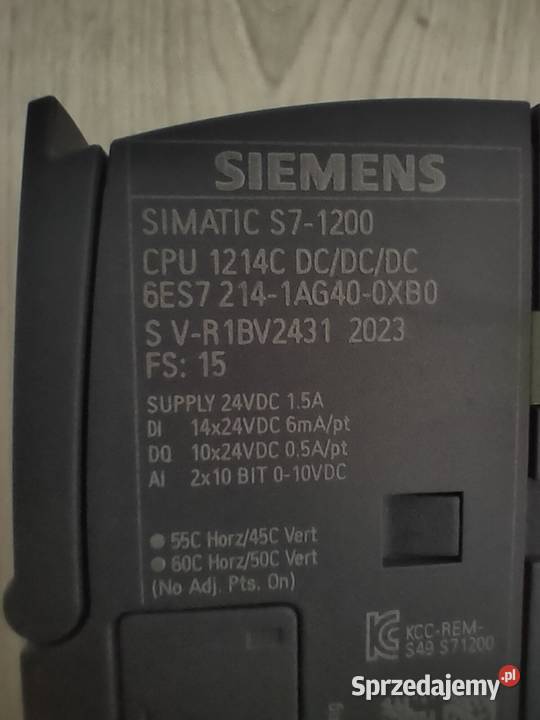 SIEMENS
SIMATIC S7-1200
CPU 1214C DC/DC/DC
6ES7 214-1AG40-0XB0
S V-R1BV2431 2023
FS: 15
SUPPLY 24VDC 1.5A
DI 14x24VDC 6mA/pt
DQ 10x24VDC 0.5A/pt
AI 2x10 BIT 0-10VDC
55C Horz/45C Vert
60C Horz/50C Vert
(No Adj. Pts. On)
KCC-REM-
S49 S71200
Sprzedajemy.pl